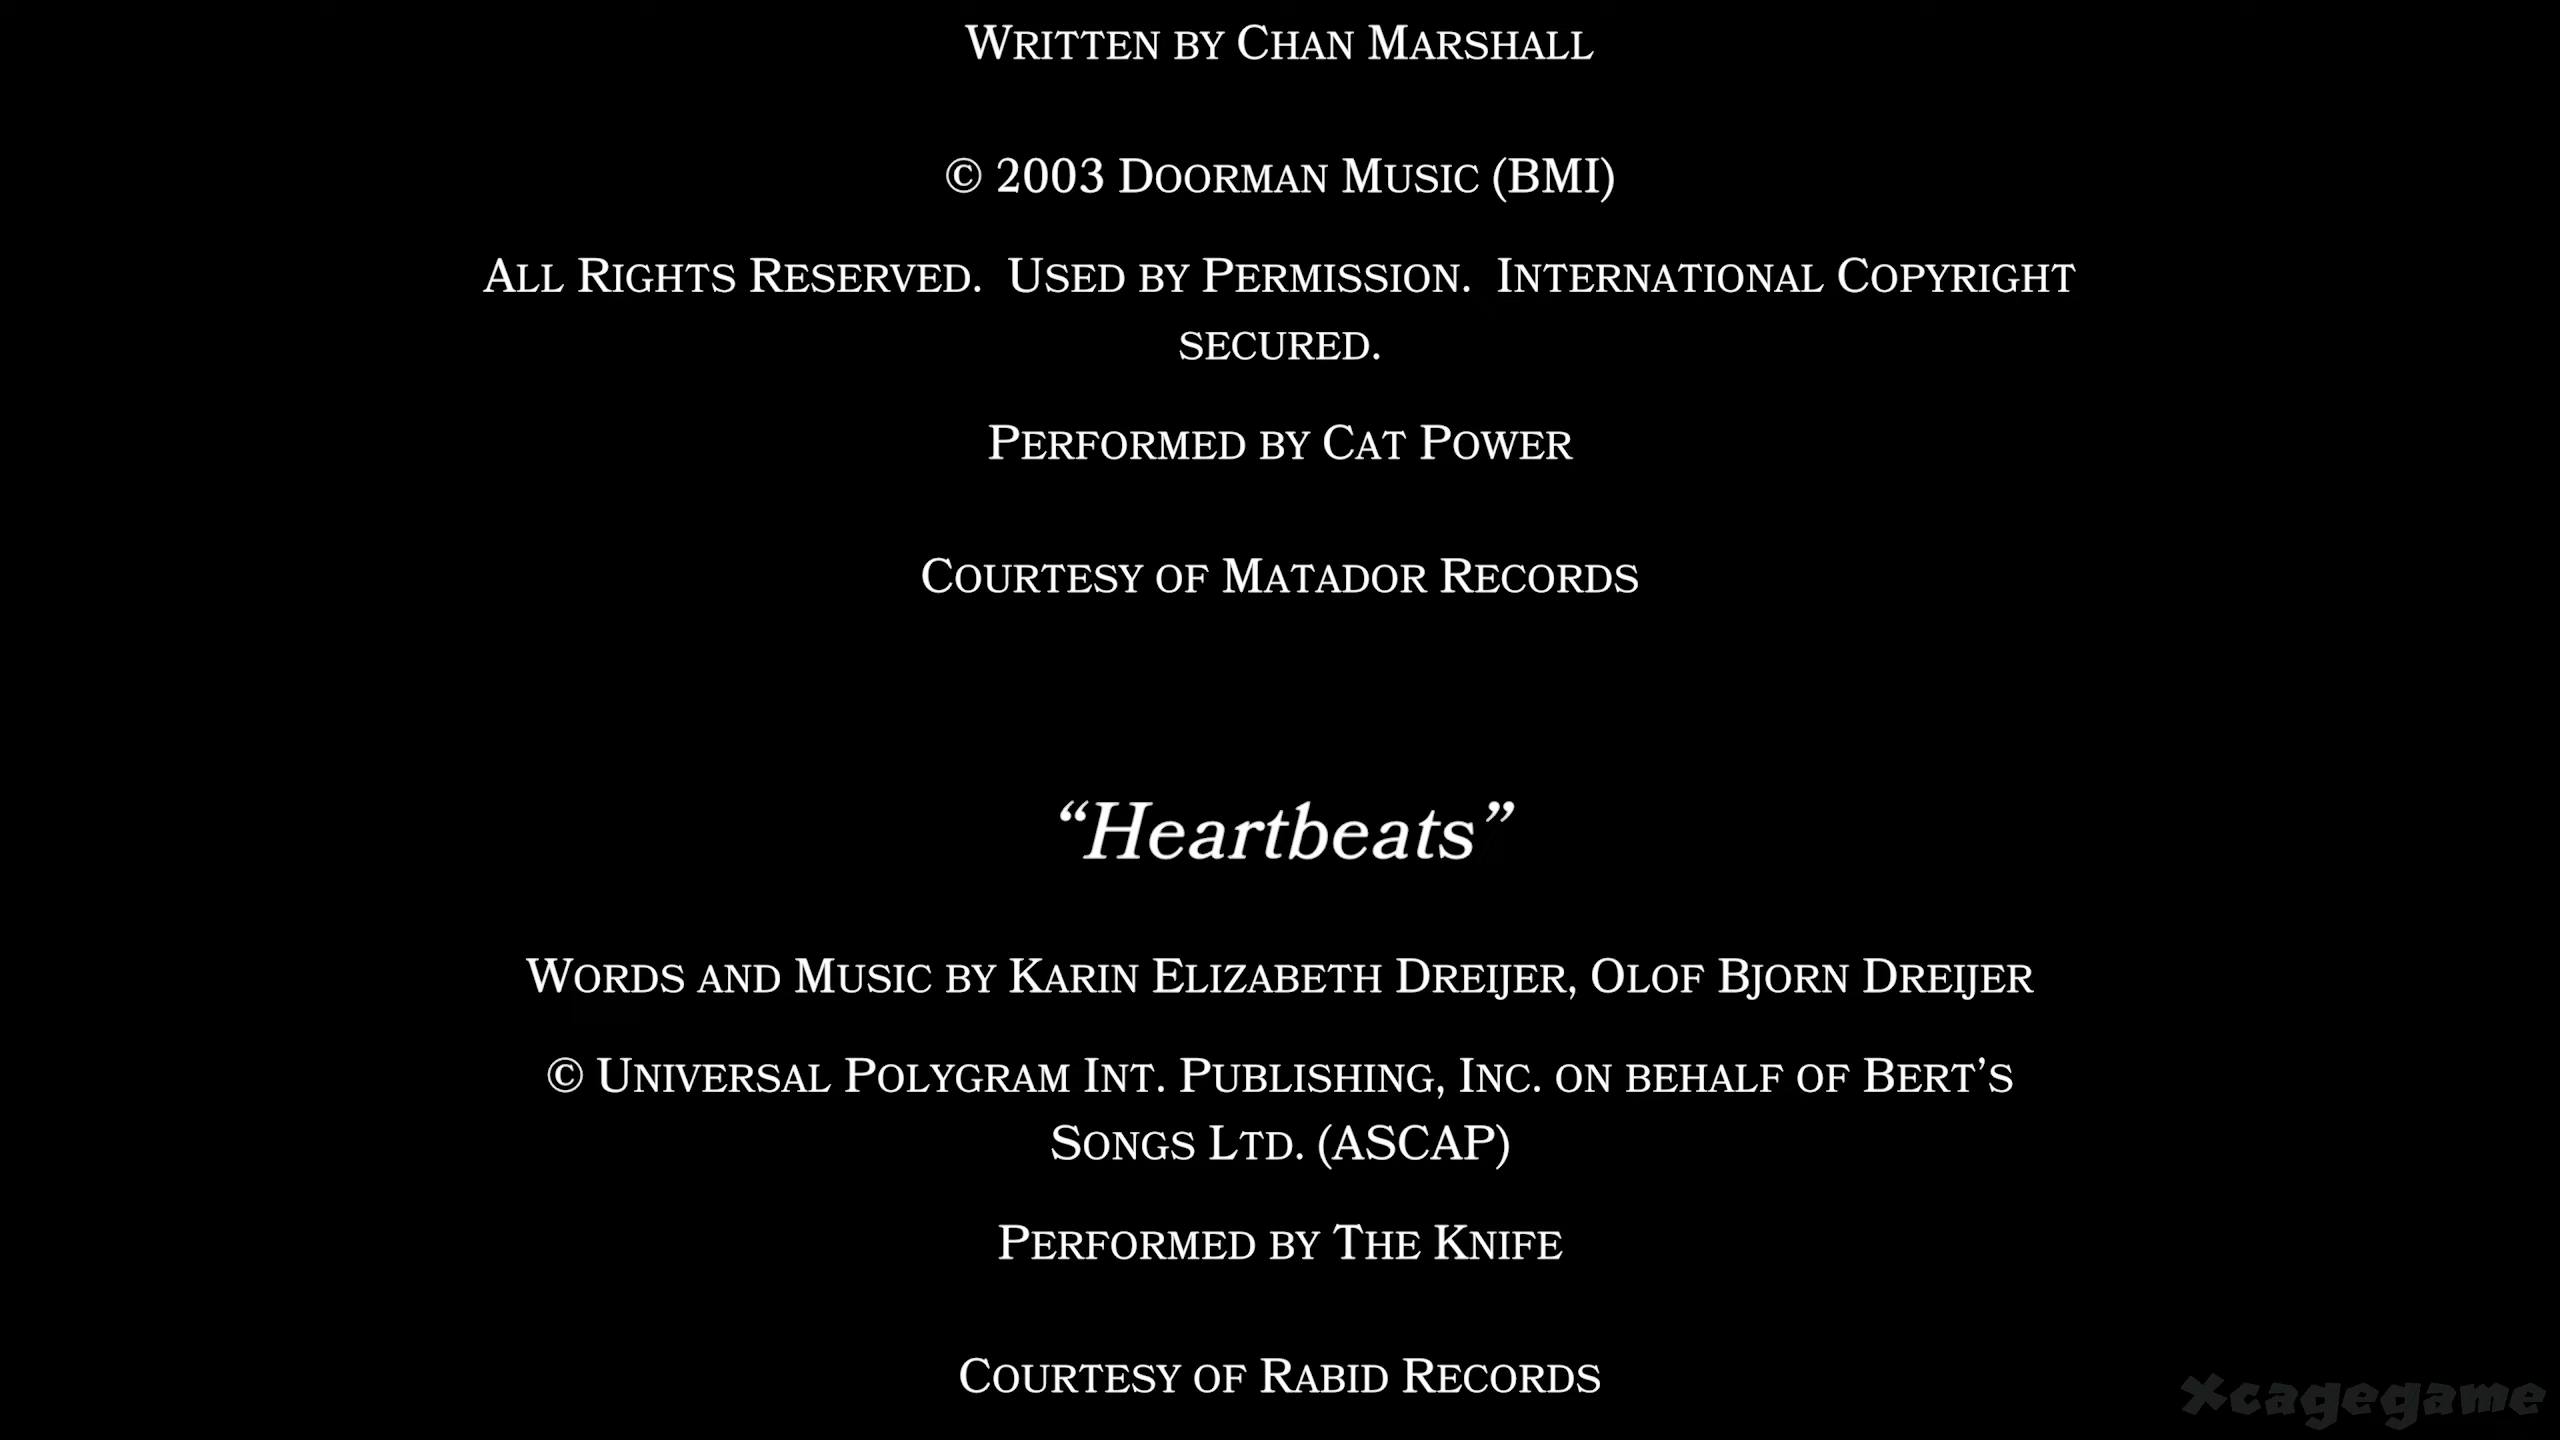 Written by Chan Marshall
© 2003 Doorman Music (BMI)
All Rights Reserved.  Used by Permission.  International Copyright
secured.
Performed by Cat Power
Courtesy of Matador Records
“Heartbeats”
Words and Music by Karin Elizabeth Dreijer, Olof Bjorn Dreijer
© Universal Polygram Int. Publishing, Inc. on behalf of Bert’s
Songs Ltd. (ASCAP)
Performed by The Knife
Courtesy of Rabid Records
Xcagegame